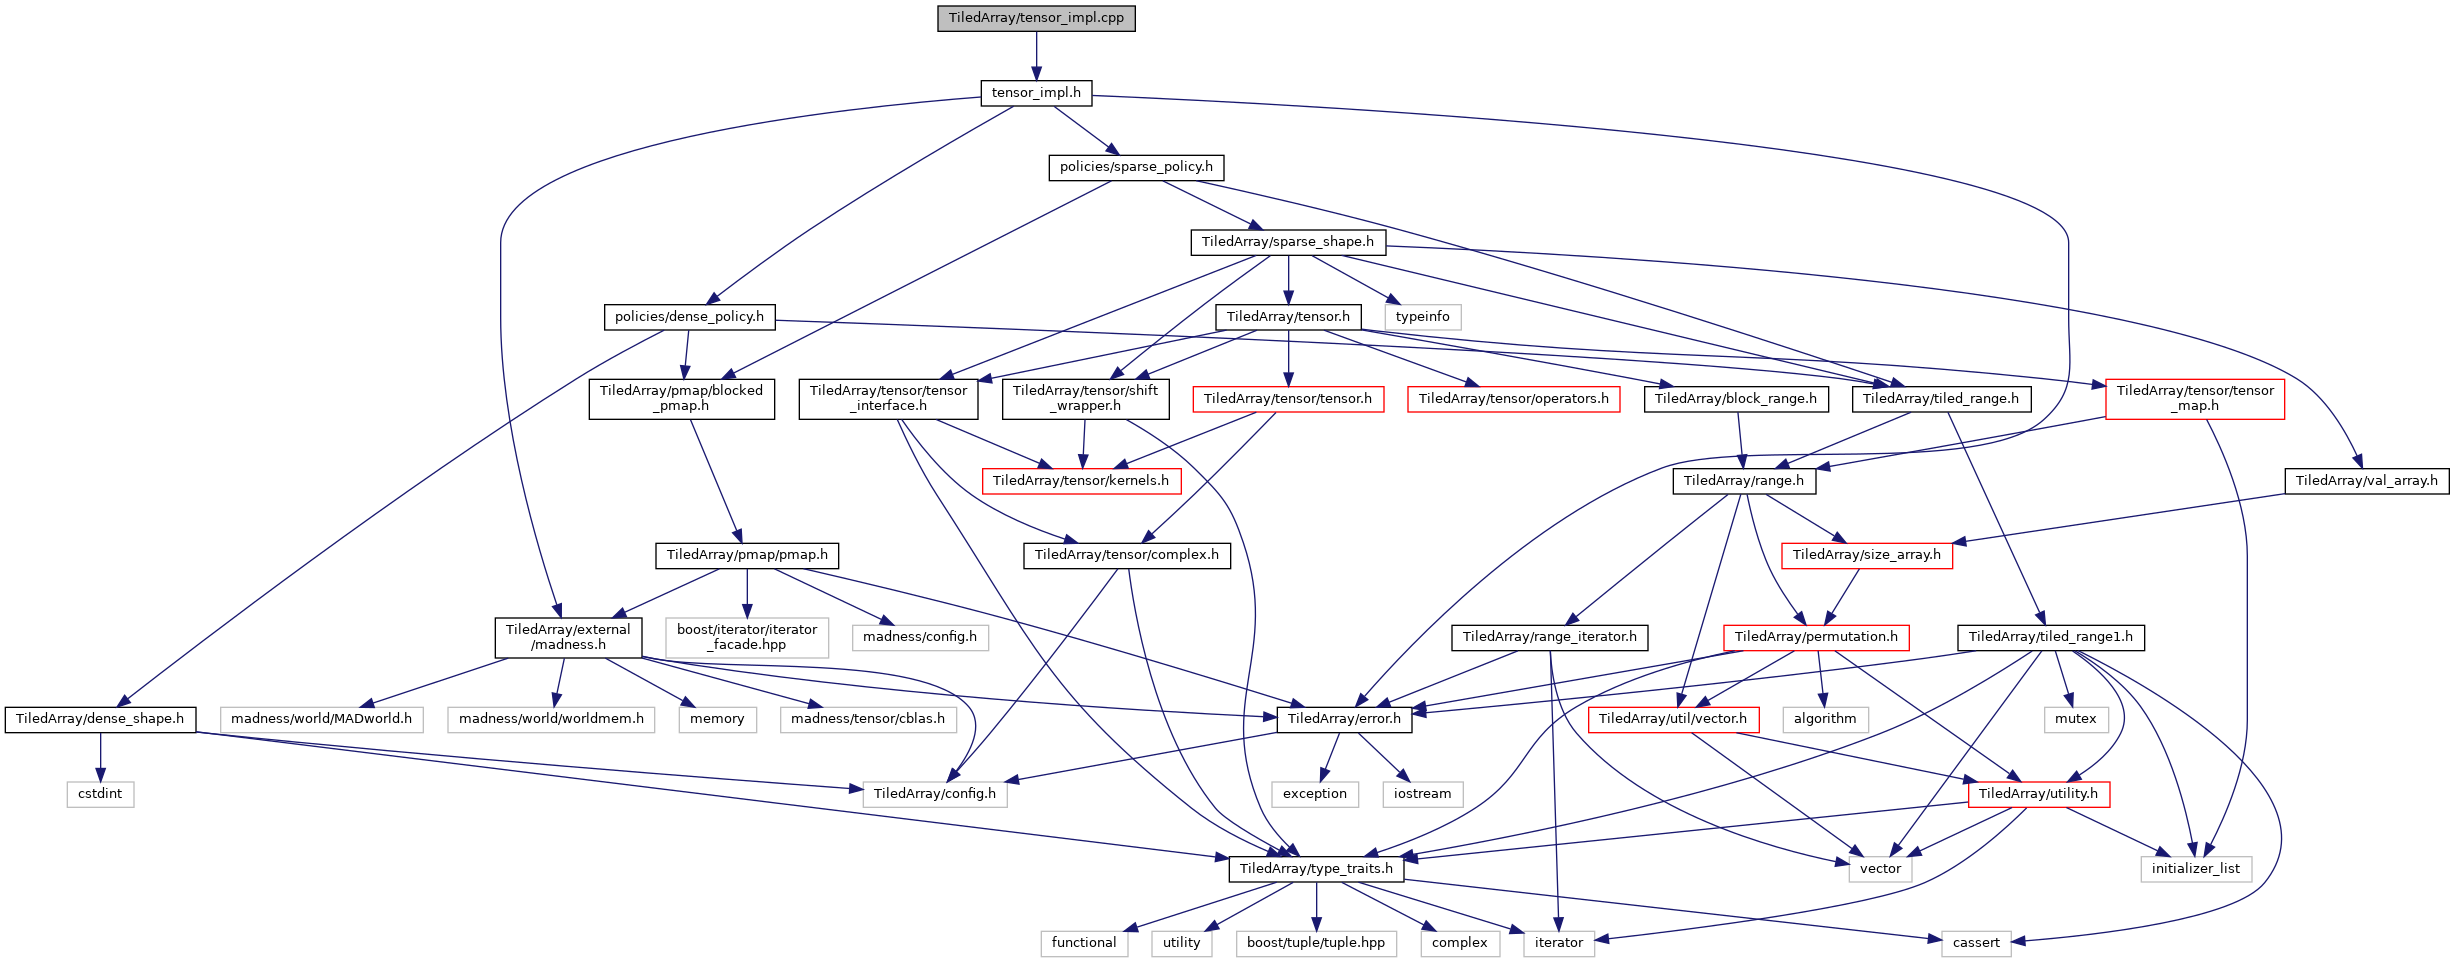 TiledArray/tensor_impl.cpp
tensor_impl.h
policies/sparse_policy.h
TiledArray/sparse_shape.h
policies/dense_policy.h
TiledArray/tensor.h
typeinfo
TiledArray/pmap/blocked
_pmap.h
TiledArray/tensor/tensor
_interface.h
TiledArray/tensor/shift
_wrapper.h
TiledArray/tensor/tensor.h
TiledArray/tensor/operators.h
TiledArray/block_range.h
TiledArray/tiled_range.h
TiledArray/tensor/tensor
_map.h
TiledArray/tensor/kernels.h
TiledArray/range.h
TiledArray/val_array.h
TiledArray/pmap/pmap.h
TiledArray/tensor/complex.h
TiledArray/size_array.h
TiledArray/external
/madness.h
boost/iterator/iterator
_facade.hpp
madness/config.h
TiledArray/range_iterator.h
TiledArray/permutation.h
TiledArray/tiled_range1.h
TiledArray/dense_shape.h
madness/world/MADworld.h
madness/world/worldmem.h
memory
madness/tensor/cblas.h
TiledArray/error.h
TiledArray/util/vector.h
algorithm
mutex
cstdint
TiledArray/config.h
exception
iostream
TiledArray/utility.h
TiledArray/type_traits.h
vector
initializer_list
functional
utility
boost/tuple/tuple.hpp
complex
iterator
cassert